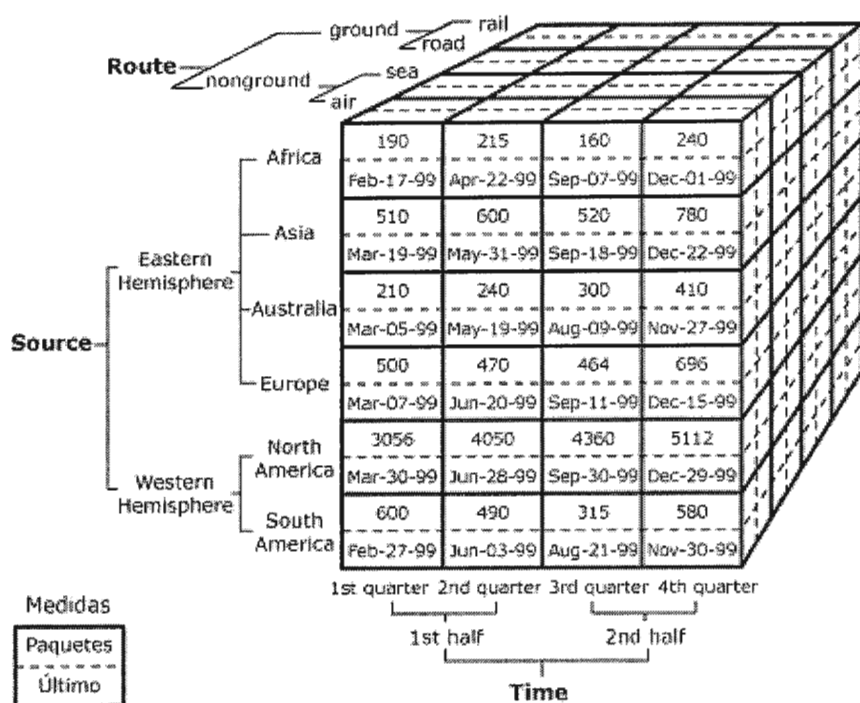 ground
rail
road
Route
sea
nonground
air
190 215 160 240
Africa
Feb-17-99 Apr-22-99 Sep-07-99 Dec-01-99
510 600 520 780
Asia
Mar-19-99 May-31-99 Sep-18-99 Dec-22-99
Eastern
Hemisphere
210 240 300 410
Australia
Mar-05-99 May-19-99 Aug-09-99 Nov-27-99
Source
500 470 464 696
Europe
Mar-07-99 Jun-20-99 Sep-11-99 Dec-15-99
3056 4050 4360 5112
North
America
Mar-30-99 Jun-28-99 Sep-30-99 Dec-29-99
Western
Hemisphere
600 490 315 580
South
America
Feb-27-99 Jun-03-99 Aug-21-99 Nov-30-99
1st quarter 2nd quarter 3rd quarter 4th quarter
Medidas
1st half 2nd half
Paquetes
Último
Time